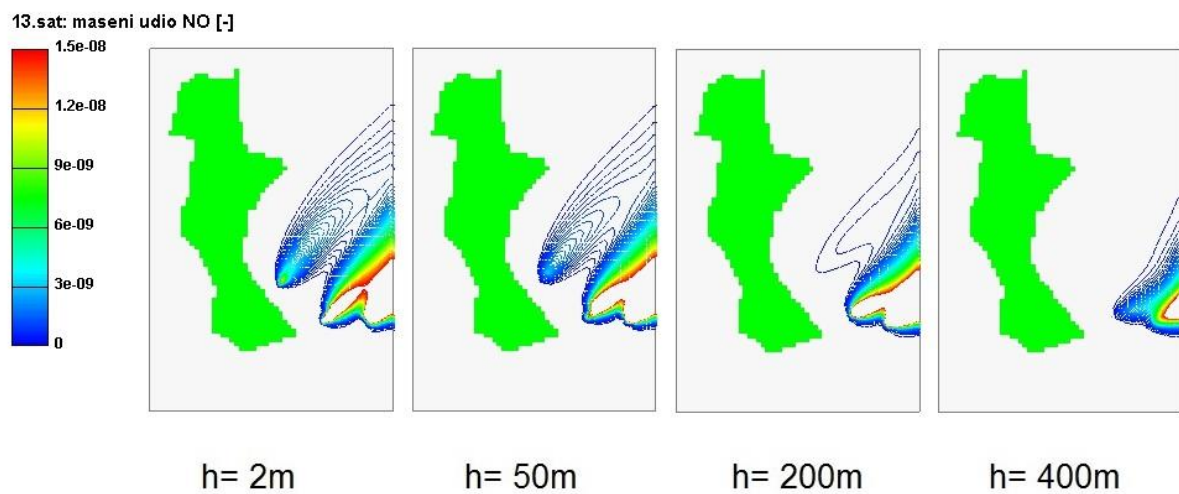 13.sat: maseni udio NO [-]
1.5e-08
1.2e-08
9e-09
6e-09
3e-09
0
h= 2m
h= 50m
h= 200m
h= 400m